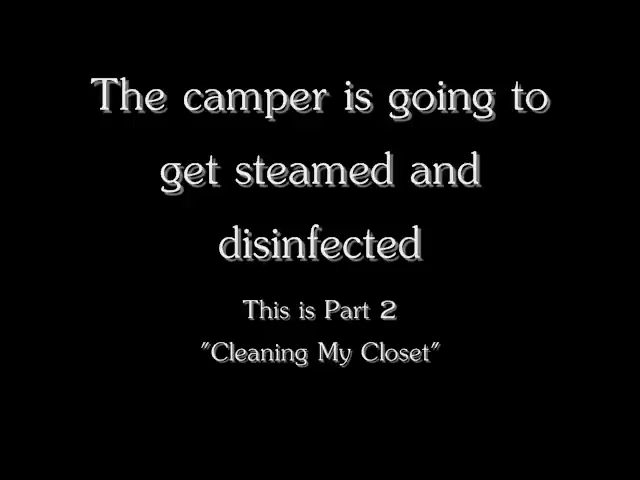 The camper is going to
get steamed and
disinfected
This is Part 2
"Cleaning My Closet"